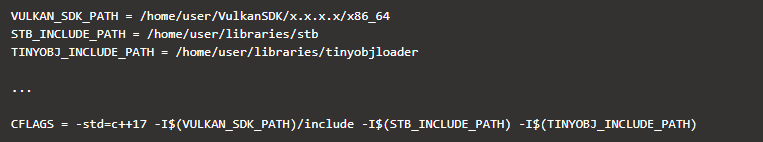 VULKAN_SDK_PATH = /home/user/VulkanSDK/x.x.x.x/x86_64
STB_INCLUDE_PATH = /home/user/libraries/stb
TINYOBJ_INCLUDE_PATH = /home/user/libraries/tinyobjloader
...
CFLAGS = -std=c++17 -I$(VULKAN_SDK_PATH)/include -I$(STB_INCLUDE_PATH) -I$(TINYOBJ_INCLUDE_PATH)